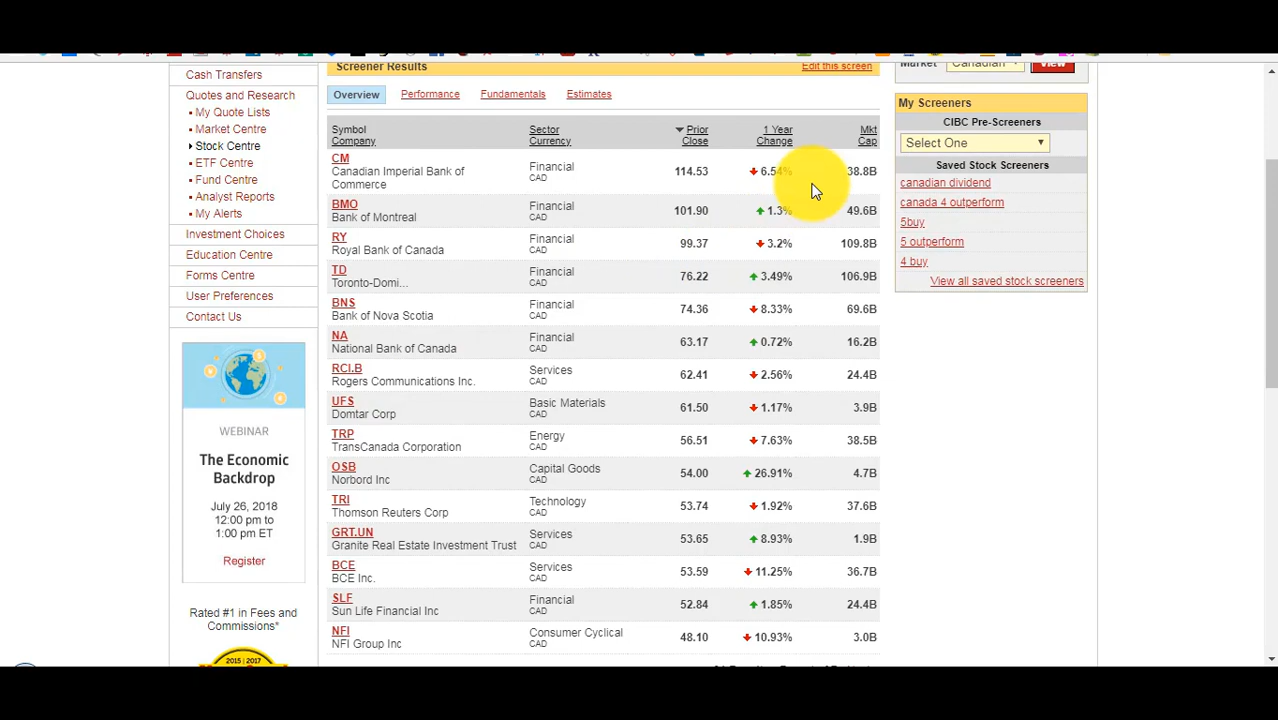 Cash Transfers
Quotes and Research
My Quote Lists
Market Centre
Stock Centre
ETF Centre
Fund Centre
Analyst Reports
My Alerts
Investment Choices
Education Centre
Forms Centre
User Preferences
Contact Us
WEBINAR
The Economic
Backdrop
July 26, 2018
12:00 pm to
1:00 pm ET
Register
Rated #1 in Fees and
Commissions*
2015 | 2017
Screener Results Edit this screen
Overview Performance Fundamentals Estimates
Symbol Sector Prior 1 Year Mkt
Company Currency Close Change Cap
CM
Canadian Imperial Bank of Financial 114.53 6.54% 38.8B
Commerce CAD
BMO Financial 101.90 1.3% 49.6B
Bank of Montreal CAD
RY Financial 99.37 3.2% 109.8B
Royal Bank of Canada CAD
TD Financial 76.22 3.49% 106.9B
Toronto-Domi... CAD
BNS Financial 74.36 8.33% 69.6B
Bank of Nova Scotia CAD
NA Financial 63.17 0.72% 16.2B
National Bank of Canada CAD
RCI.B Services 62.41 2.56% 24.4B
Rogers Communications Inc. CAD
UFS Basic Materials 61.50 1.17% 3.9B
Domtar Corp CAD
TRP Energy 56.51 7.63% 38.5B
TransCanada Corporation CAD
OSB Capital Goods 54.00 26.91% 4.7B
Norbord Inc CAD
TRI Technology 53.74 1.92% 37.6B
Thomson Reuters Corp CAD
GRT.UN Services 53.65 8.93% 1.9B
Granite Real Estate Investment Trust CAD
BCE Services 53.59 11.25% 36.7B
BCE Inc. CAD
SLF Financial 52.84 1.85% 24.4B
Sun Life Financial Inc CAD
NFI Consumer Cyclical 48.10 10.93% 3.0B
NFI Group Inc CAD
Market Canadian View
My Screeners
CIBC Pre-Screeners
Select One
Saved Stock Screeners
canadian dividend
canada 4 outperform
5buy
5 outperform
4 buy
View all saved stock screeners